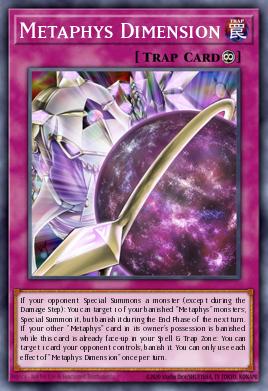 METAPHYS DIMENSION
TRAP
罠
[TRAP CARD]
If your opponent Special Summons a monster (except during the
Damage Step): You can target 1 of your banished "Metaphys" monsters;
Special Summon it, but banish it during the End Phase of the next turn.
If your other "Metaphys" card in its owner's possession is banished
while this card is already face-up in your Spell & Trap Zone: You can
target 1 card your opponent controls; banish it. You can only use each
effect of "Metaphys Dimension" once per turn.